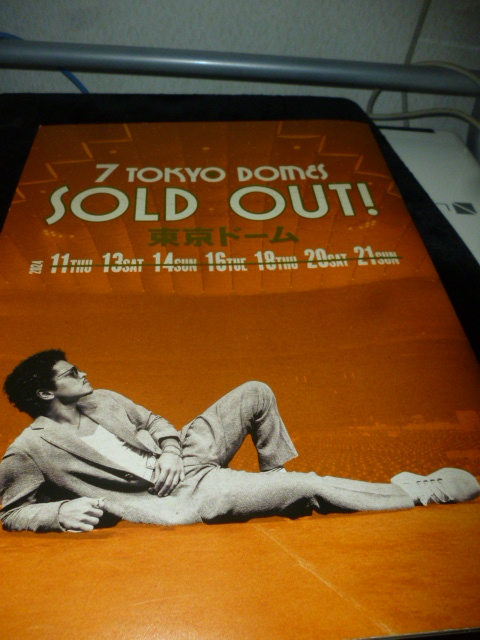 7 TOKYO DOMES
SOLD OUT!
東京ドーム
2024 11THU 13SAT 14SUN 16TUE 18THU 20SAT 21SUN